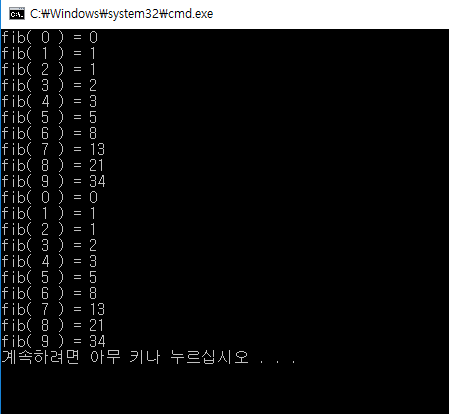 C:₩Windows₩system32₩cmd.exe
fib( 0 ) = 0
fib( 1 ) = 1
fib( 2 ) = 1
fib( 3 ) = 2
fib( 4 ) = 3
fib( 5 ) = 5
fib( 6 ) = 8
fib( 7 ) = 13
fib( 8 ) = 21
fib( 9 ) = 34
fib( 0 ) = 0
fib( 1 ) = 1
fib( 2 ) = 1
fib( 3 ) = 2
fib( 4 ) = 3
fib( 5 ) = 5
fib( 6 ) = 8
fib( 7 ) = 13
fib( 8 ) = 21
fib( 9 ) = 34
계속하려면 아무 키나 누르십시오 . . .